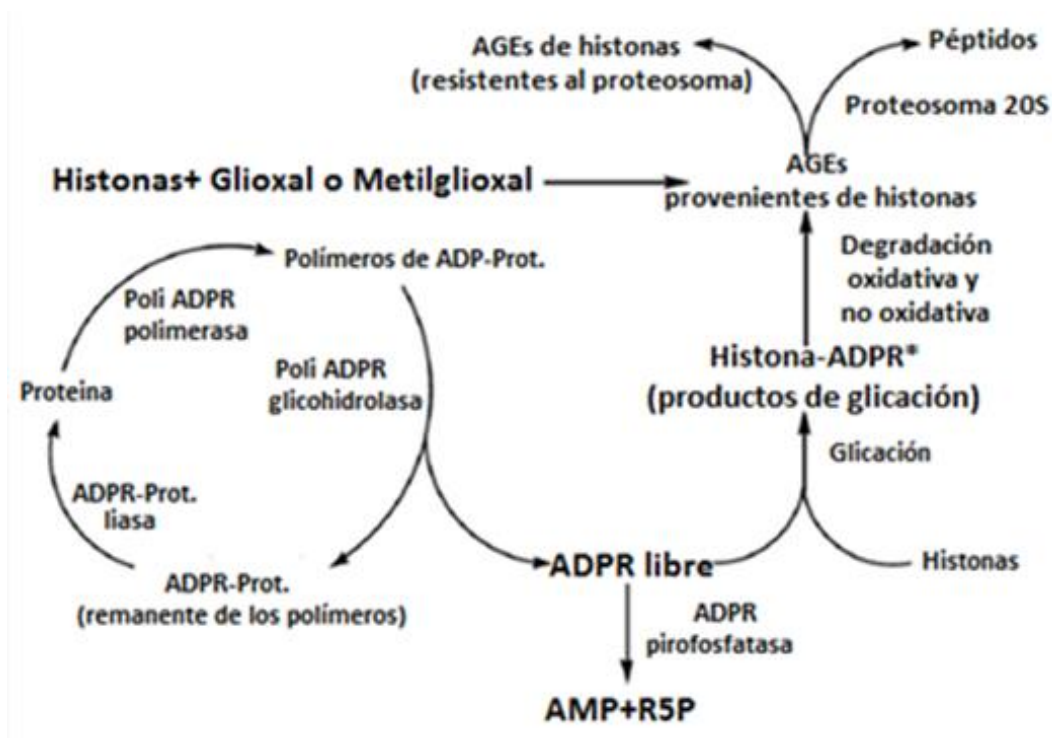 AGEs de histonas
(resistentes al proteosoma)
Péptidos
Proteosoma 20S
Histonas+ Glioxal o Metilglioxal
AGEs
provenientes de histonas
Polímeros de ADP-Prot.
Degradación
oxidativa y
no oxidativa
Poli ADPR
polimerasa
Histona-ADPR*
(productos de glicación)
Poli ADPR
glicohidrolasa
Proteina
Glicación
ADPR-Prot.
liasa
ADPR libre
Histonas
ADPR-Prot.
(remanente de los polímeros)
ADPR
pirofosfatasa
AMP+R5P